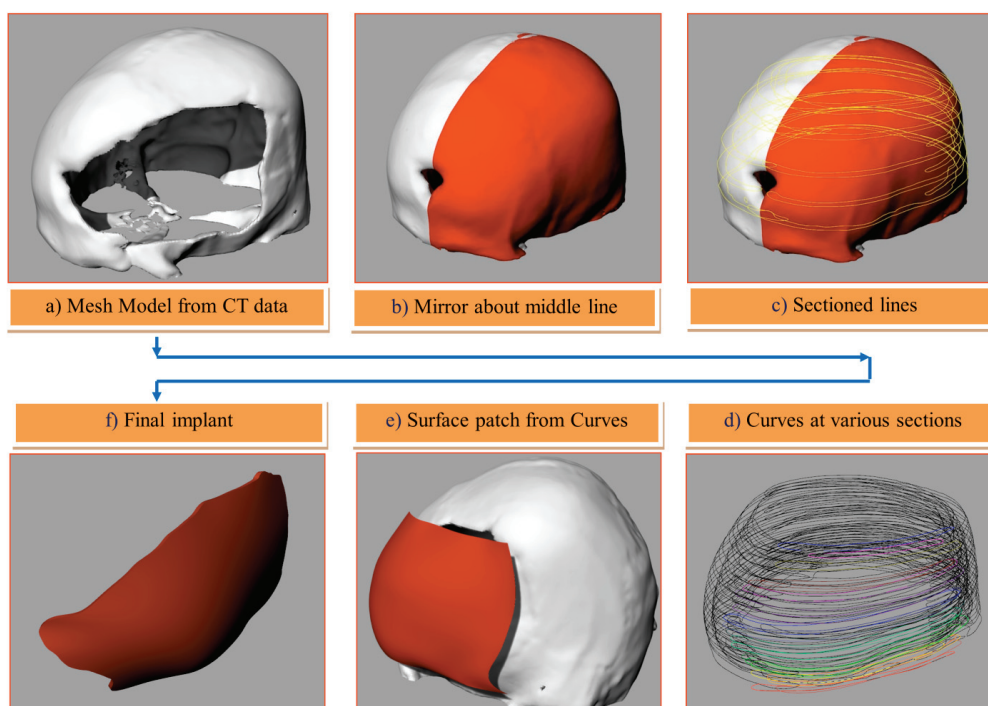 a) Mesh Model from CT data
b) Mirror about middle line
c) Sectioned lines
f) Final implant
e) Surface patch from Curves
d) Curves at various sections